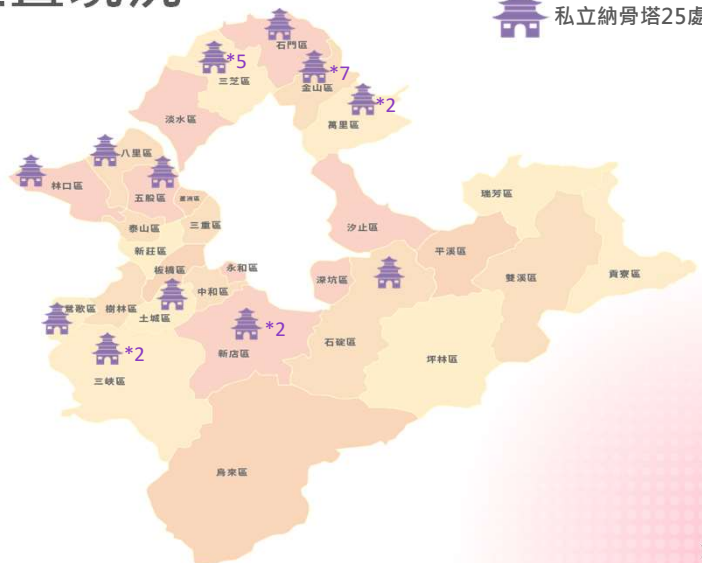 私立納骨塔25處
石門區
*5
三芝區
*7
金山區
*2
萬里區
淡水區
八里區
林口區
五股區
蘆洲區
瑞芳區
三重區
汐止區
泰山區
新莊區
平溪區
板橋區
永和區
深坑區
雙溪區
貢寮區
中和區
鶯歌區
樹林區
土城區
*2
新店區
石碇區
坪林區
*2
三峽區
烏來區